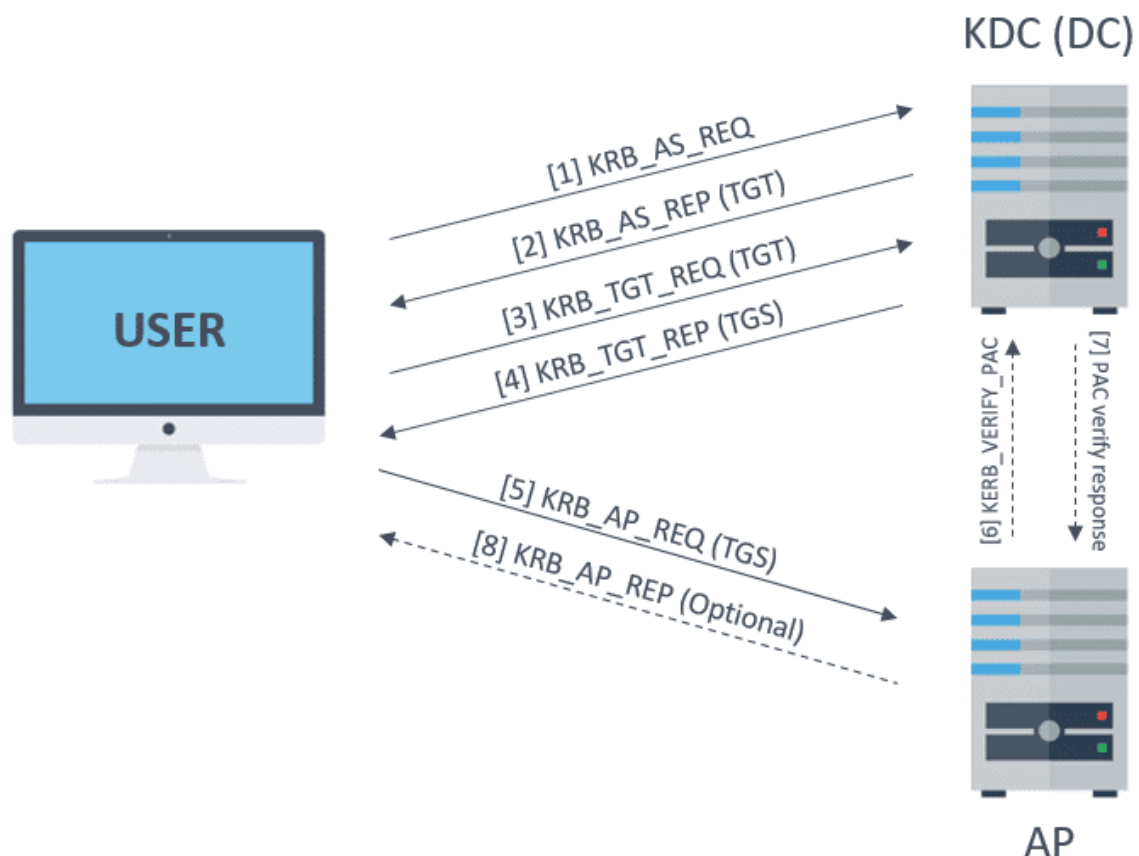 KDC (DC)
[1] KRB_AS_REQ
[2] KRB_AS_REP (TGT)
[3] KRB_TGT_REQ (TGT)
[4] KRB_TGT_REP (TGS)
USER
[6] KERB_VERIFY_PAC
[7] PAC verify response
[5] KRB_AP_REQ (TGS)
[8] KRB_AP_REP (Optional)
AP